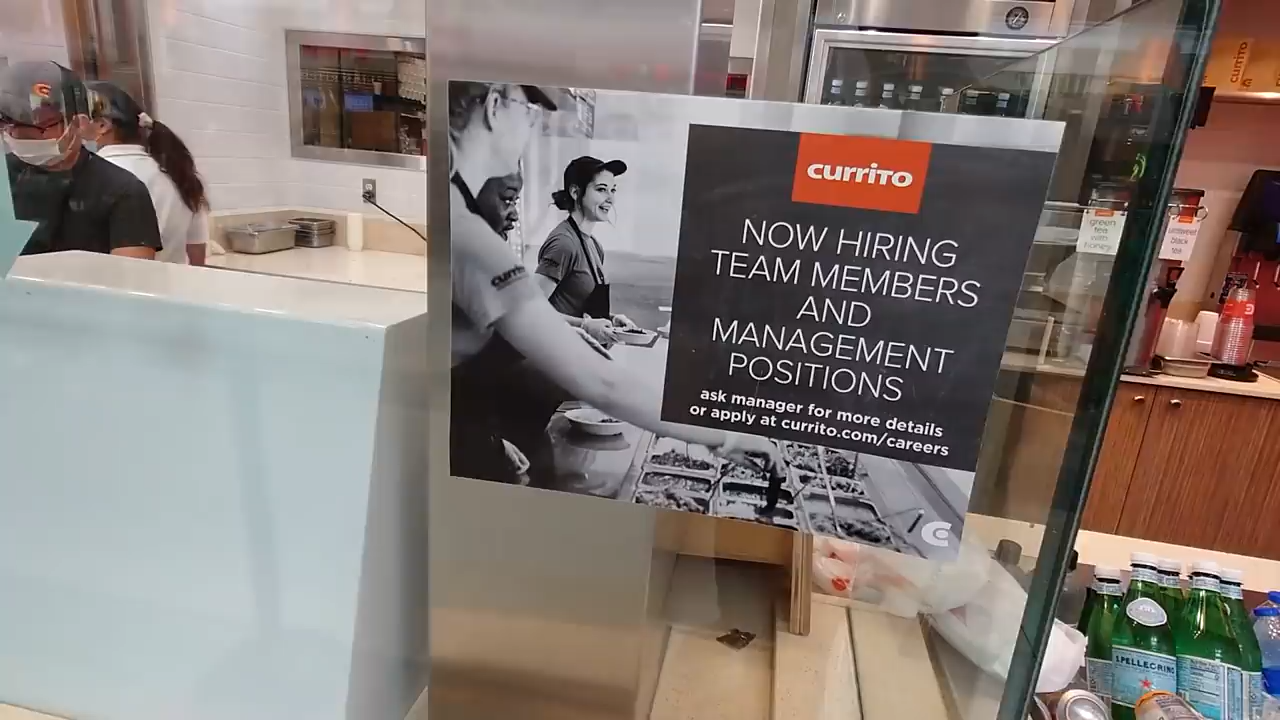 currito
NOW HIRING
TEAM MEMBERS
AND
MANAGEMENT
POSITIONS
ask manager for more details
or apply at currito.com/careers
currito
green
tea
with
honey
unsweet
black
tea
S.PELLEGRINO